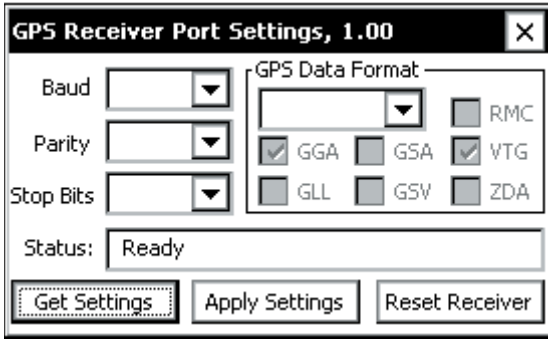 GPS Receiver Port Settings, 1.00
GPS Data Format
Baud
RMC
Parity
GGA GSA VTG
Stop Bits
GLL GSV ZDA
Status: Ready
Get Settings Apply Settings Reset Receiver